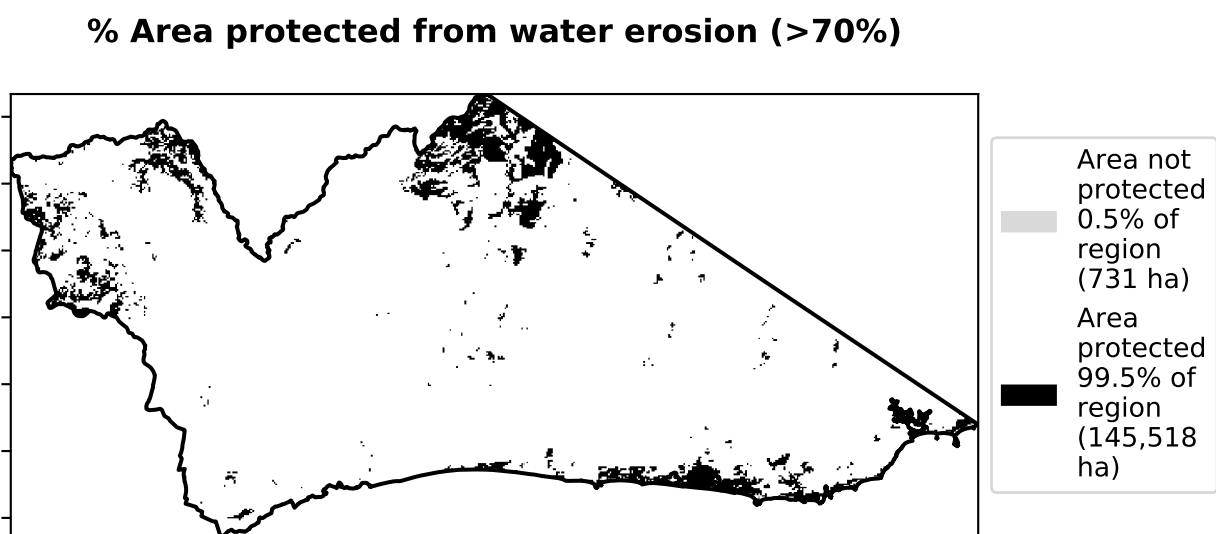 % Area protected from water erosion (>70%)
Area not
protected
0.5% of
region
(731 ha)
Area
protected
99.5% of
region
(145,518
ha)